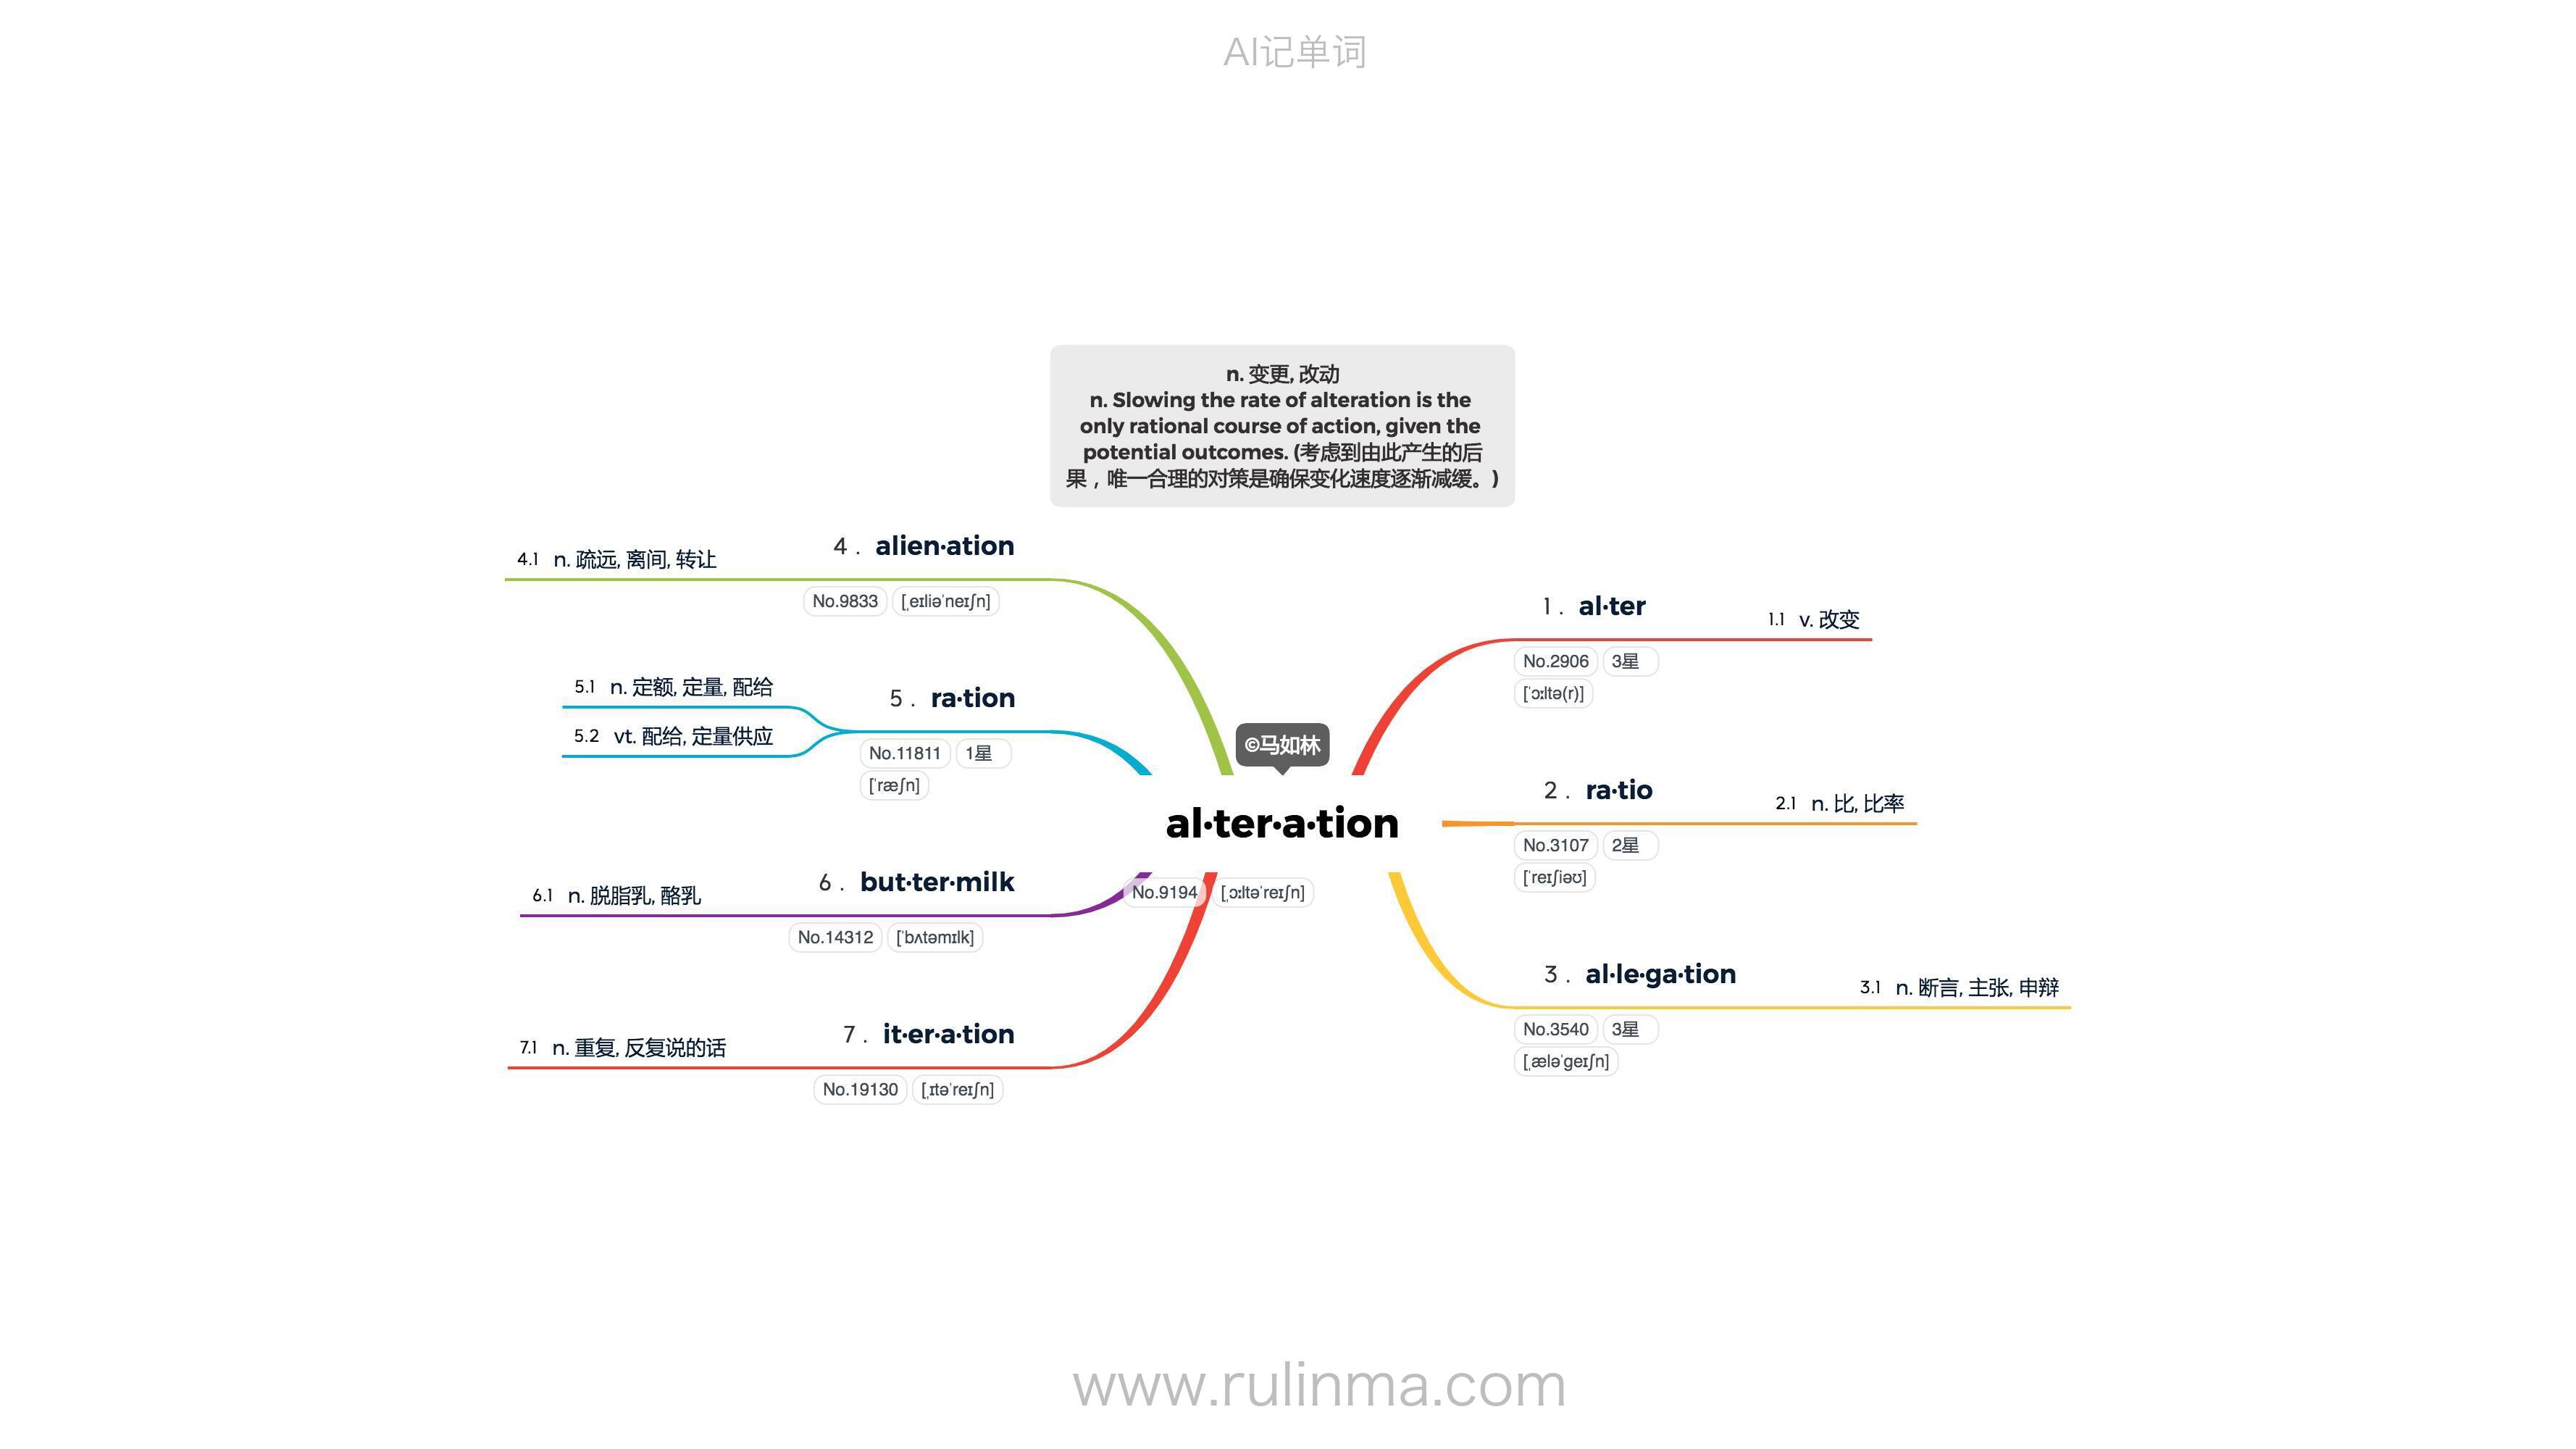 AI记单词
n. 变更, 改动
n. Slowing the rate of alteration is the
only rational course of action, given the
potential outcomes. (考虑到由此产生的后
果，唯一合理的对策是确保变化速度逐渐减缓。)
©马如林
al·ter·a·tion
No.9194 [ˌɔːltəˈreɪʃn]
1. al·ter
No.2906 3星
[ˈɔːltə(r)]
1.1 v. 改变
2. ra·tio
No.3107 2星
[ˈreɪʃiəʊ]
2.1 n. 比, 比率
3. al·le·ga·tion
No.3540 3星
[ˌæləˈɡeɪʃn]
3.1 n. 断言, 主张, 申辩
4. alien·ation
No.9833 [ˌeɪliəˈneɪʃn]
4.1 n. 疏远, 离间, 转让
5. ra·tion
No.11811 1星
[ˈræʃn]
5.1 n. 定额, 定量, 配给
5.2 vt. 配给, 定量供应
6. but·ter·milk
No.14312 [ˈbʌtəmɪlk]
6.1 n. 脱脂乳, 酪乳
7. it·er·a·tion
No.19130 [ˌɪtəˈreɪʃn]
7.1 n. 重复, 反复说的话
www.rulinma.com